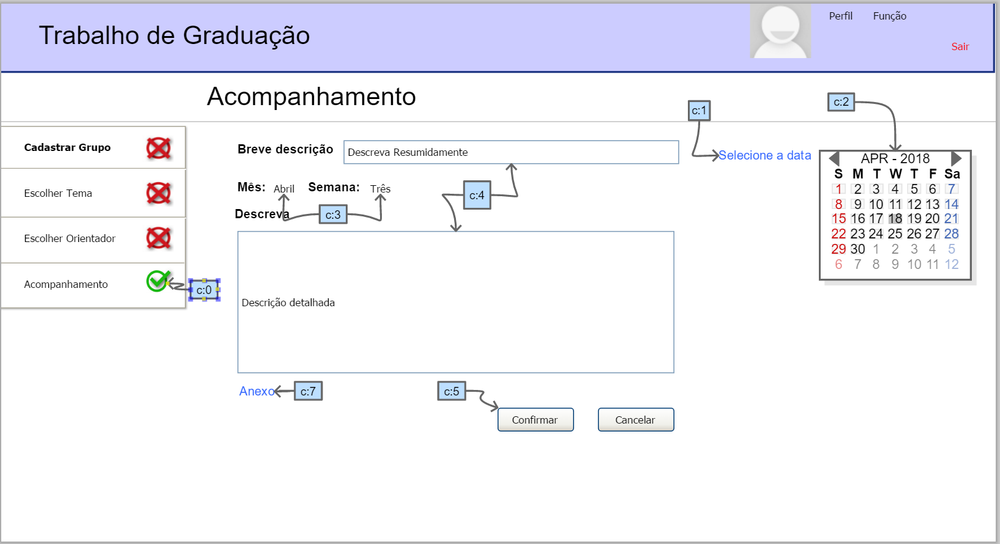 Trabalho de Graduação
Perfil
Função
Sair
Acompanhamento
c:1
c:2
Cadastrar Grupo
Escolher Tema
Escolher Orientador
Acompanhamento
c:0
Breve descrição
Descreva Resumidamente
Selecione a data
Mês: Abril Semana: Três
c:4
Descreva
c:3
Descrição detalhada
APR - 2018
S M T W T F Sa
1 2 3 4 5 6 7
8 9 10 11 12 13 14
15 16 17 18 19 20 21
22 23 24 25 26 27 28
29 30 1 2 3 4 5
6 7 8 9 10 11 12
Anexo
c:7
c:5
Confirmar
Cancelar